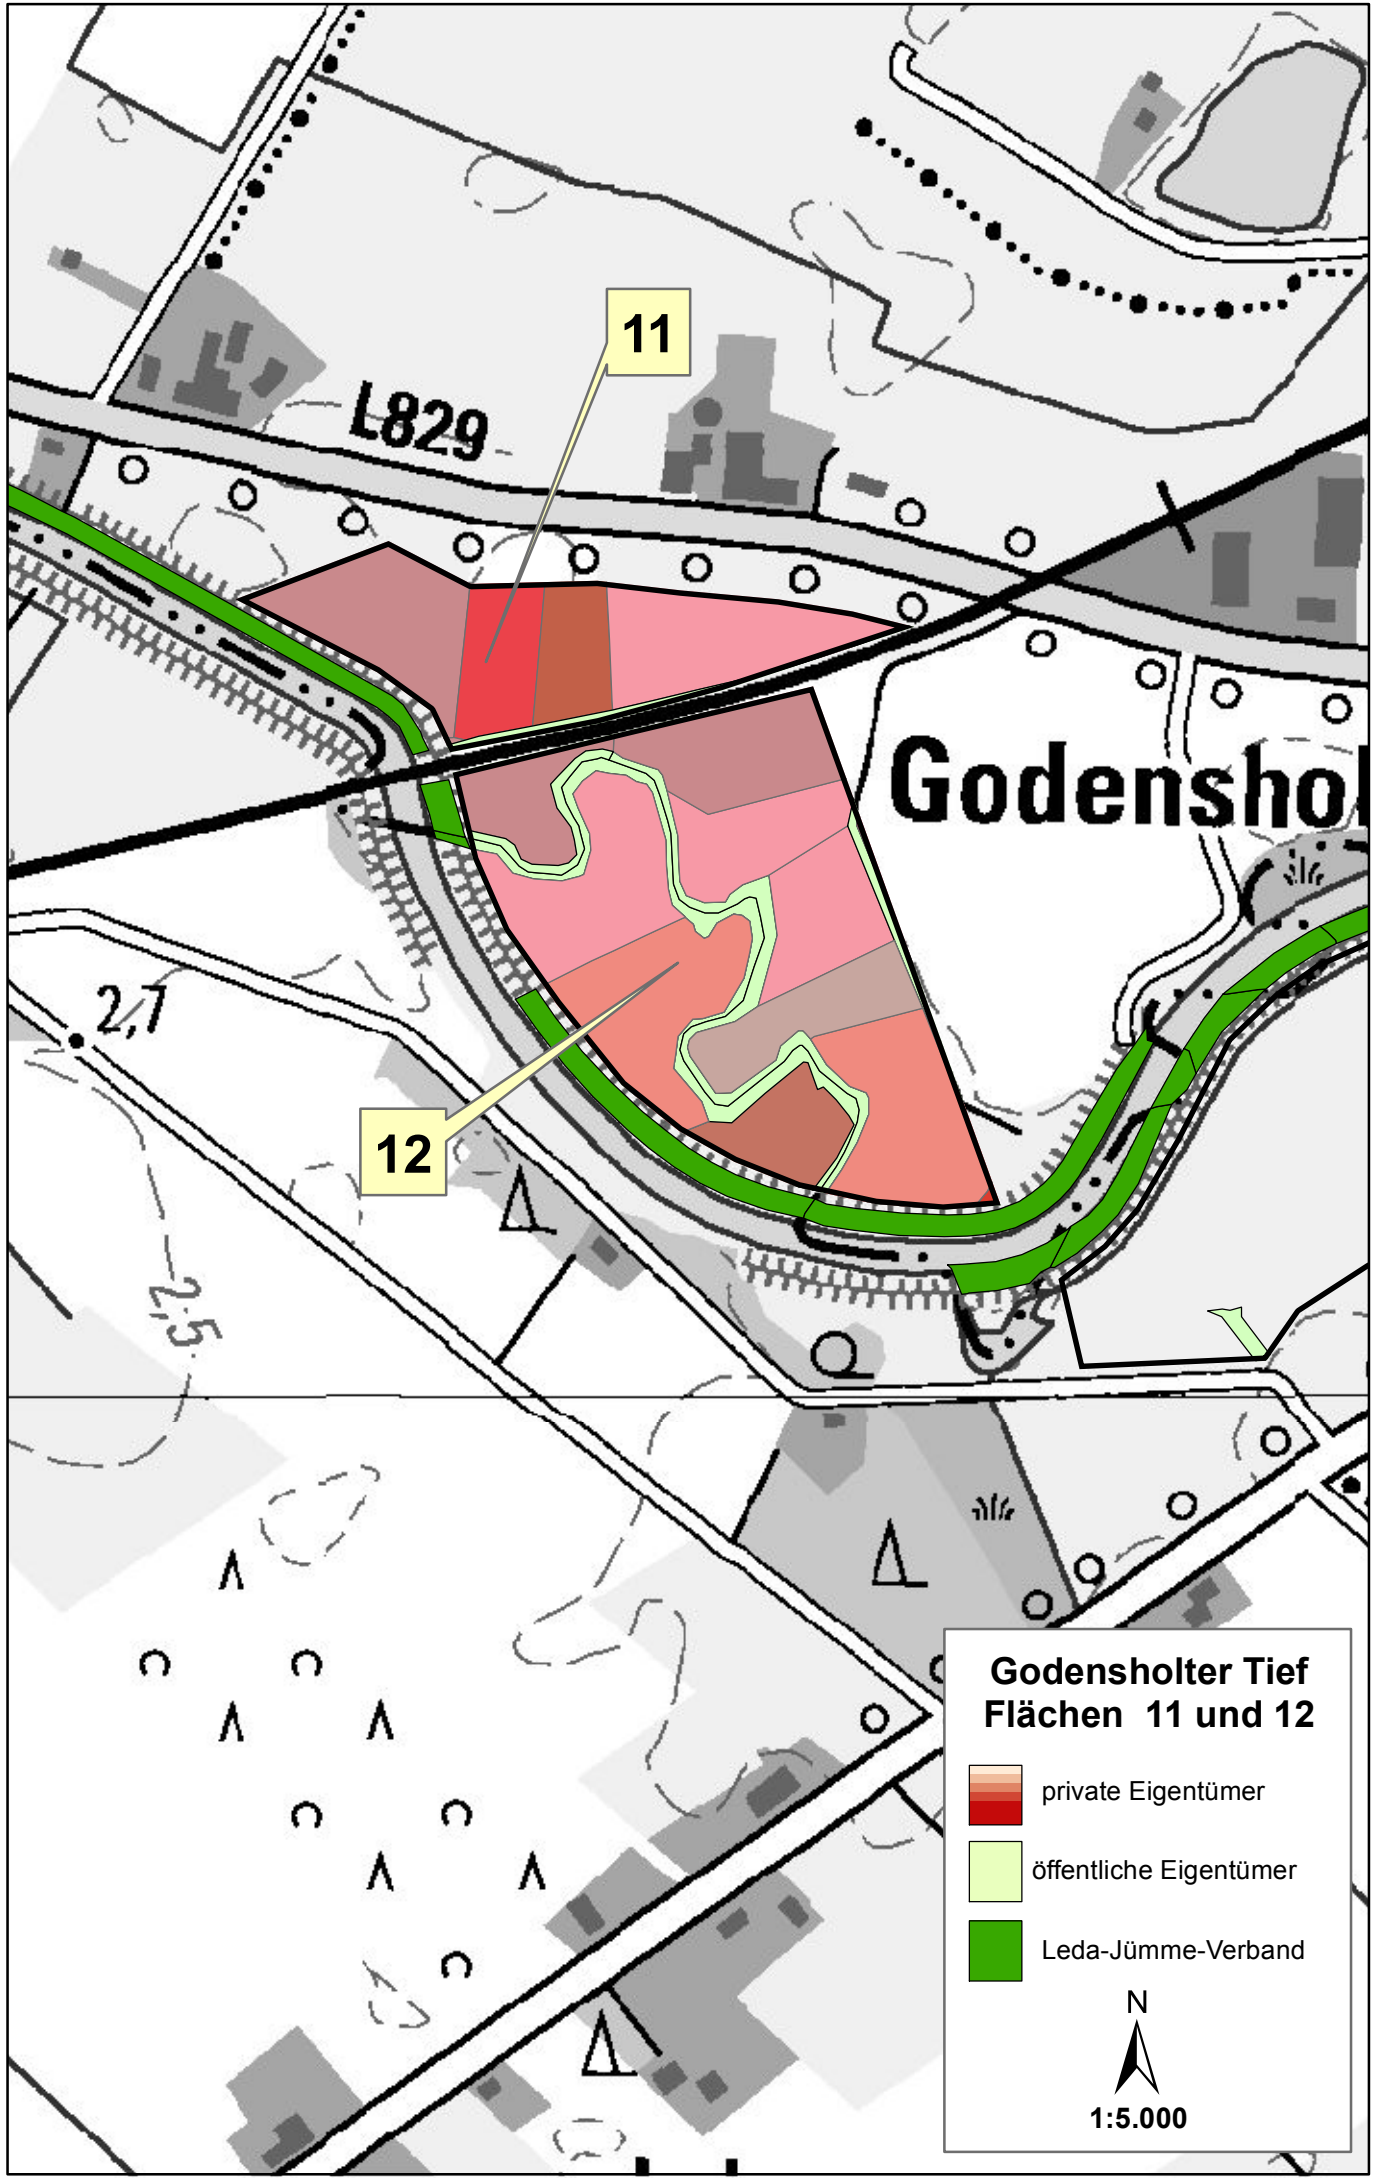 11
L829
Godenshol
2,7
12
2,5
Godensholter Tief
Flächen 11 und 12
private Eigentümer
öffentliche Eigentümer
Leda-Jümme-Verband
N
1:5.000